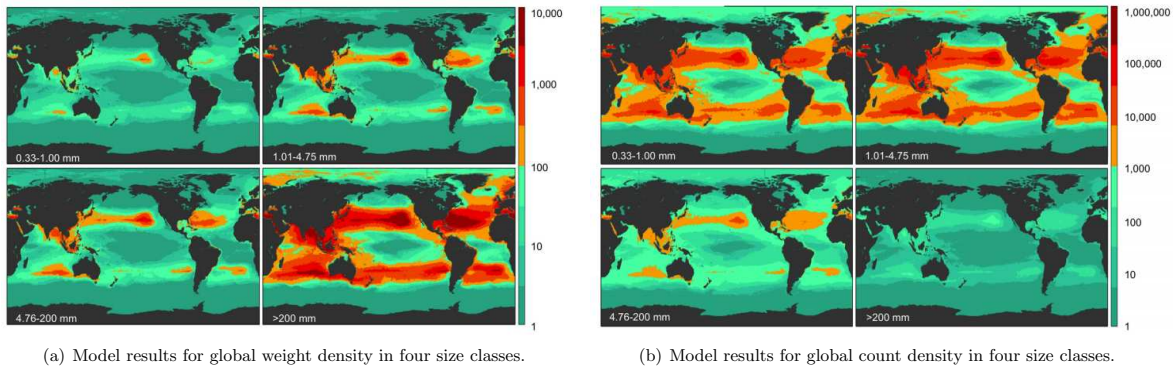 10,000
1,000
100
10
1
0.33-1.00 mm
1.01-4.75 mm
4.76-200 mm
>200 mm
(a) Model results for global weight density in four size classes.
1,000,000
100,000
10,000
1,000
100
10
1
0.33-1.00 mm
1.01-4.75 mm
4.76-200 mm
>200 mm
(b) Model results for global count density in four size classes.